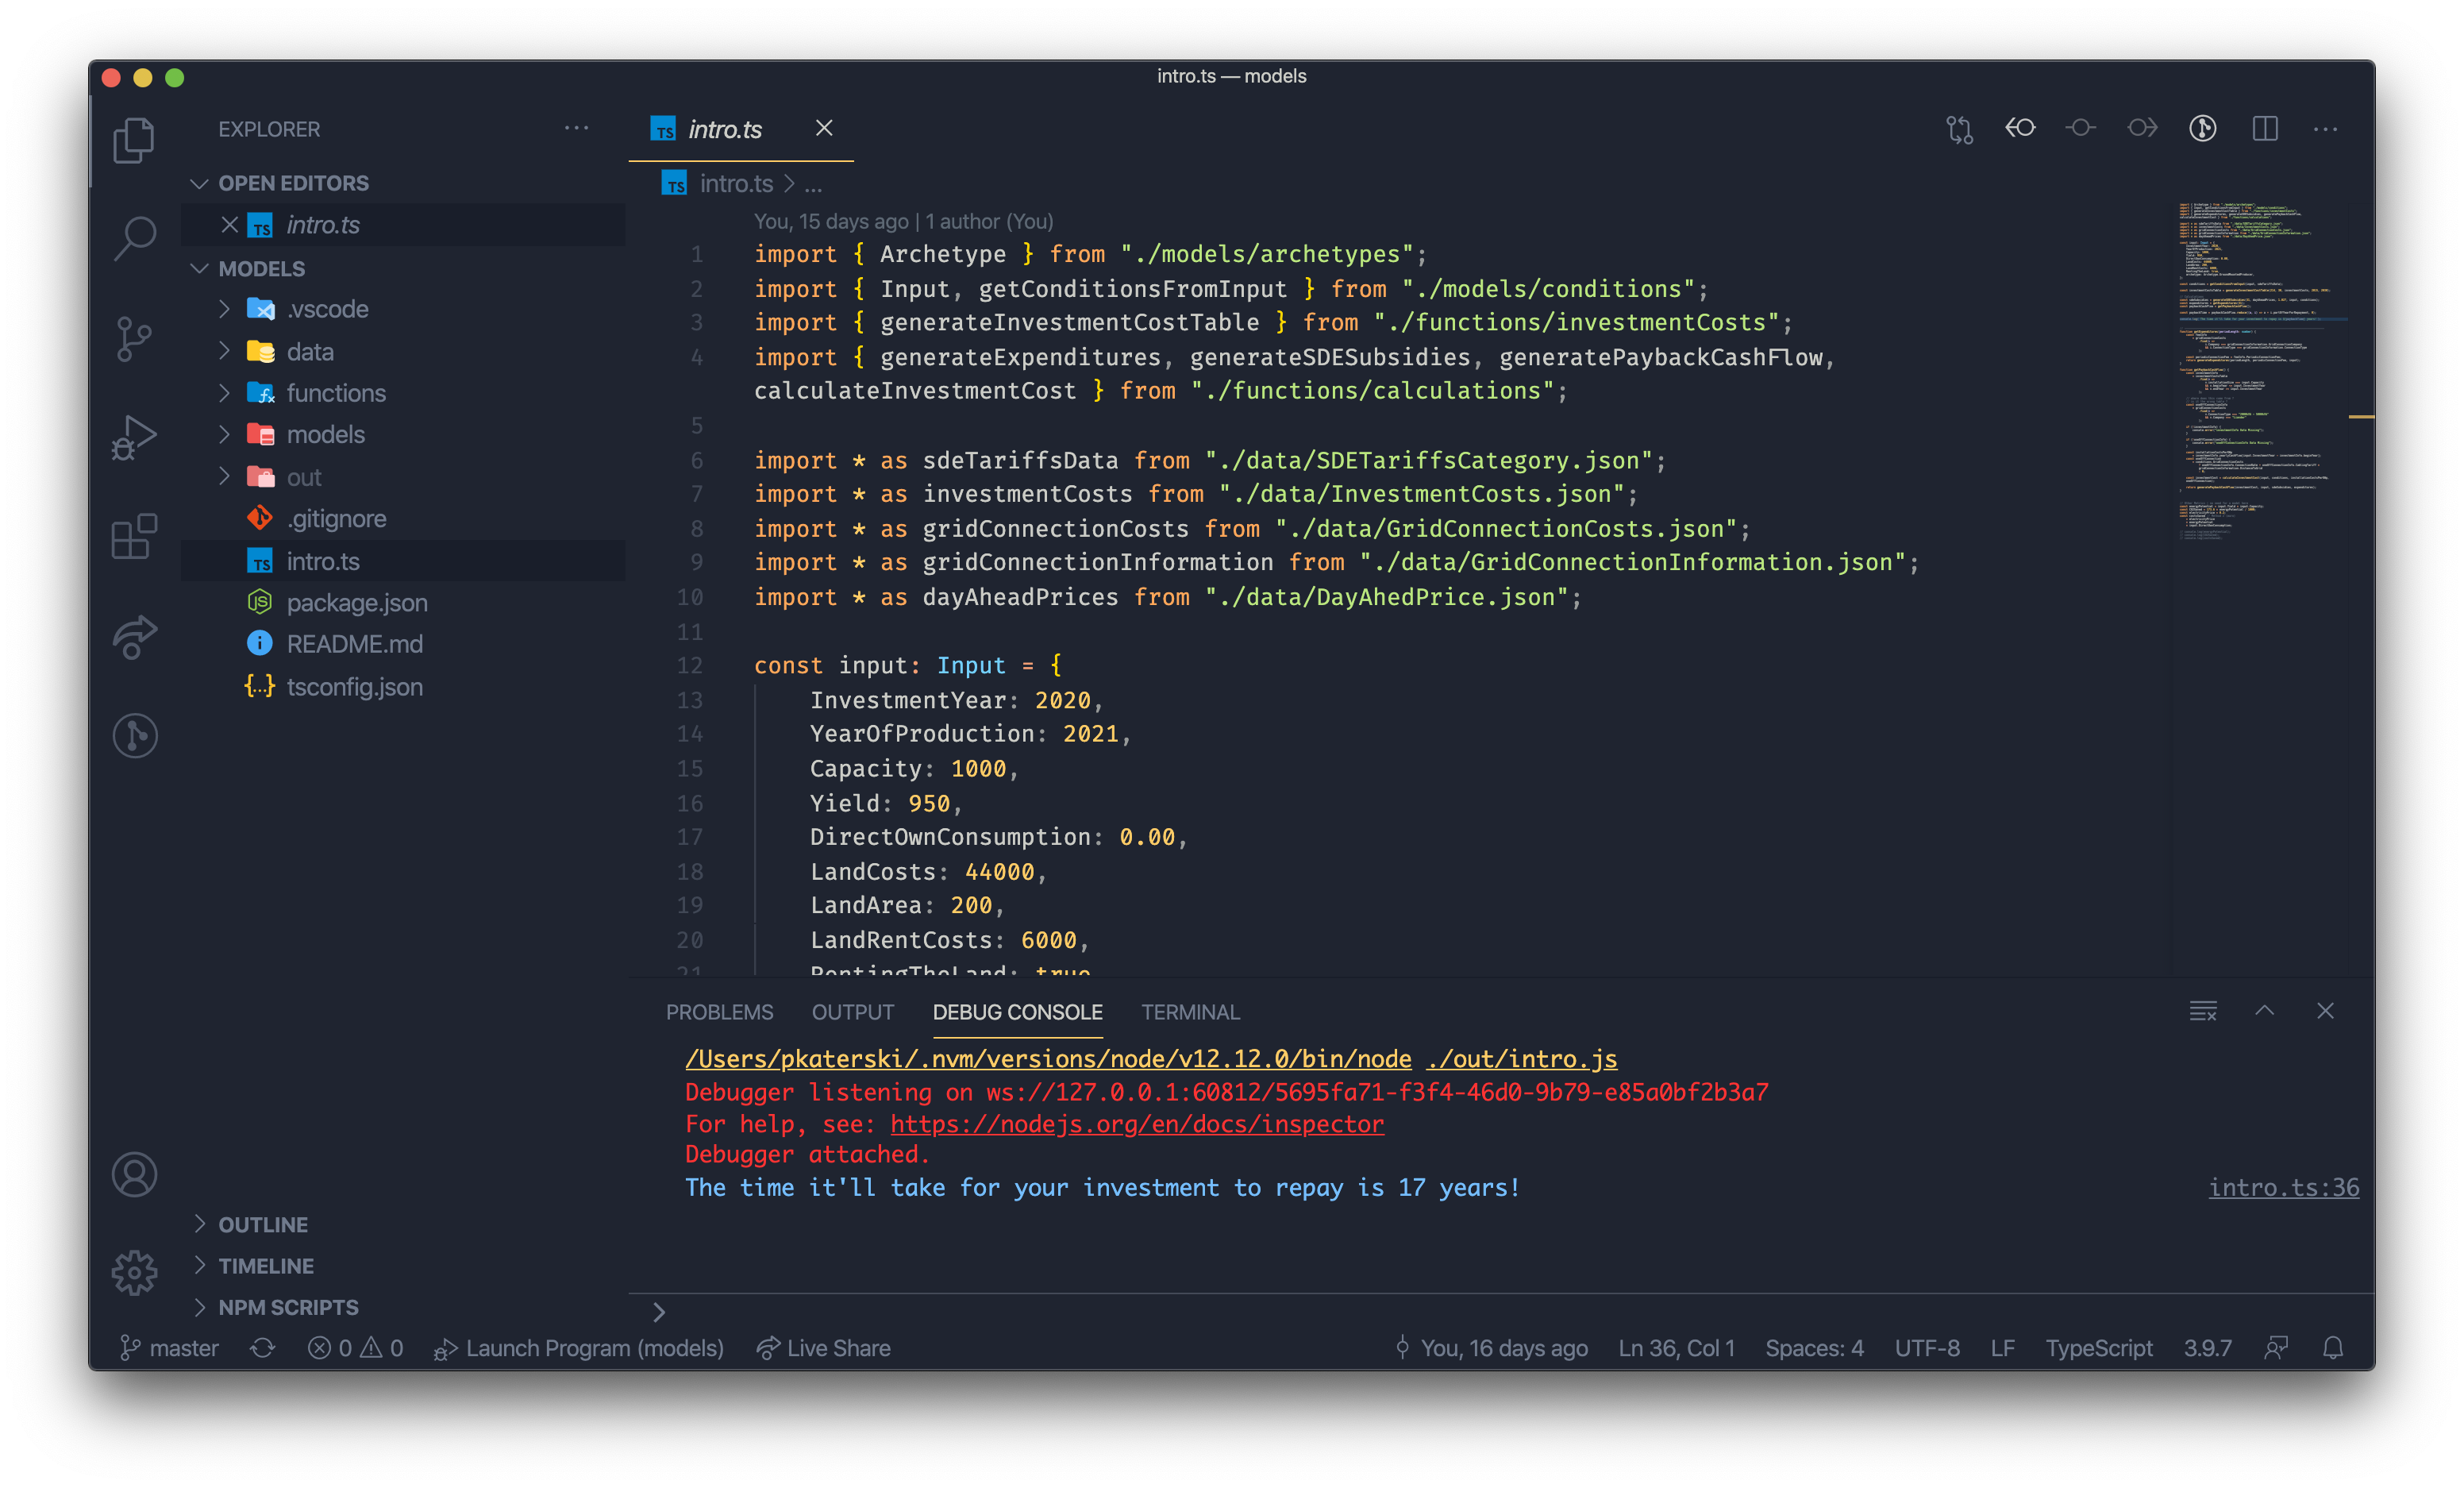 intro.ts — models
EXPLORER
OPEN EDITORS
intro.ts
MODELS
.vscode
data
functions
models
out
.gitignore
intro.ts
package.json
README.md
tsconfig.json
OUTLINE
TIMELINE
NPM SCRIPTS
intro.ts
intro.ts > ...
You, 15 days ago | 1 author (You)
1 import { Archetype } from "./models/archetypes";
2 import { Input, getConditionsFromInput } from "./models/conditions";
3 import { generateInvestmentCostTable } from "./functions/investmentCosts";
4 import { generateExpenditures, generateSDESubsidies, generatePaybackCashFlow,
calculateInvestmentCost } from "./functions/calculations";
5
6 import * as sdeTariffsData from "./data/SDETariffsCategory.json";
7 import * as investmentCosts from "./data/InvestmentCosts.json";
8 import * as gridConnectionCosts from "./data/GridConnectionCosts.json";
9 import * as gridConnectionInformation from "./data/GridConnectionInformation.json";
10 import * as dayAheadPrices from "./data/DayAhedPrice.json";
11
12 const input: Input = {
13 InvestmentYear: 2020,
14 YearOfProduction: 2021,
15 Capacity: 1000,
16 Yield: 950,
17 DirectOwnConsumption: 0.00,
18 LandCosts: 44000,
19 LandArea: 200,
20 LandRentCosts: 6000,
21 RentingTheLand: true
PROBLEMS OUTPUT DEBUG CONSOLE TERMINAL
/Users/pkaterski/.nvm/versions/node/v12.12.0/bin/node ./out/intro.js
Debugger listening on ws://127.0.0.1:60812/5695fa71-f3f4-46d0-9b79-e85a0bf2b3a7
For help, see: https://nodejs.org/en/docs/inspector
Debugger attached.
The time it'll take for your investment to repay is 17 years! intro.ts:36
master 0 0 Launch Program (models) Live Share You, 16 days ago Ln 36, Col 1 Spaces: 4 UTF-8 LF TypeScript 3.9.7